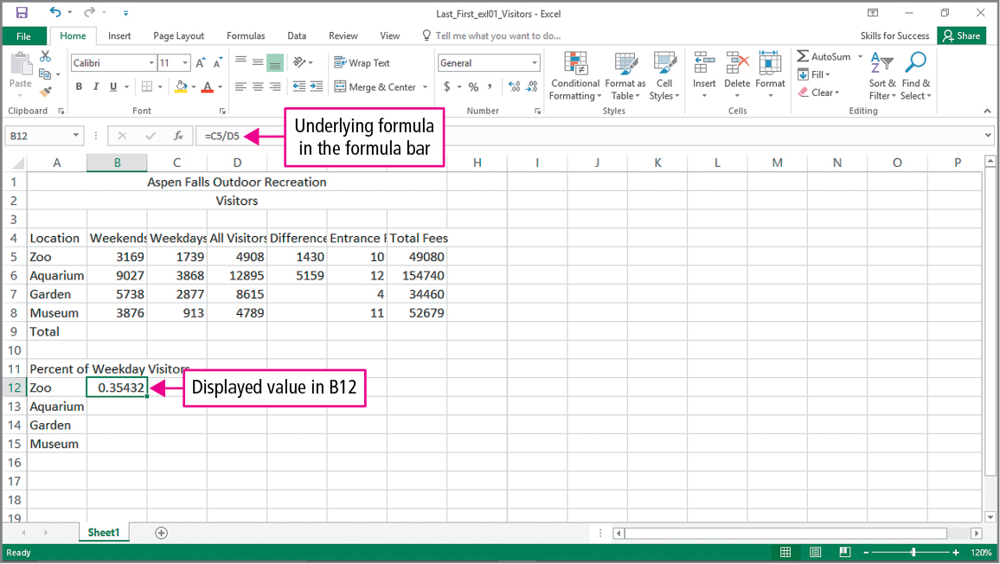 Last_First_exl01_Visitors - Excel
File Home Insert Page Layout Formulas Data Review View Tell me what you want to do... Skills for Success Share
Paste
Calibri 11 A A
B I U A
Wrap Text
Merge & Center
General
$ % ,
Conditional Formatting
Format as Table
Cell Styles
Insert Delete Format
AutoSum
Fill
Clear
Sort & Filter
Find & Select
Clipboard Font Number Styles Cells Editing
B12 fx =C5/D5
Underlying formula
in the formula bar
A B C D H I J K L M N O P
1 Aspen Falls Outdoor Recreation
2 Visitors
3
4 Location Weekends Weekdays All Visitors Difference Entrance F Total Fees
5 Zoo 3169 1739 4908 1430 10 49080
6 Aquarium 9027 3868 12895 5159 12 154740
7 Garden 5738 2877 8615 4 34460
8 Museum 3876 913 4789 11 52679
9 Total
10
11 Percent of Weekday Visitors
12 Zoo 0.35432 Displayed value in B12
13 Aquarium
14 Garden
15 Museum
16
17
18
19
Sheet1
Ready 120%